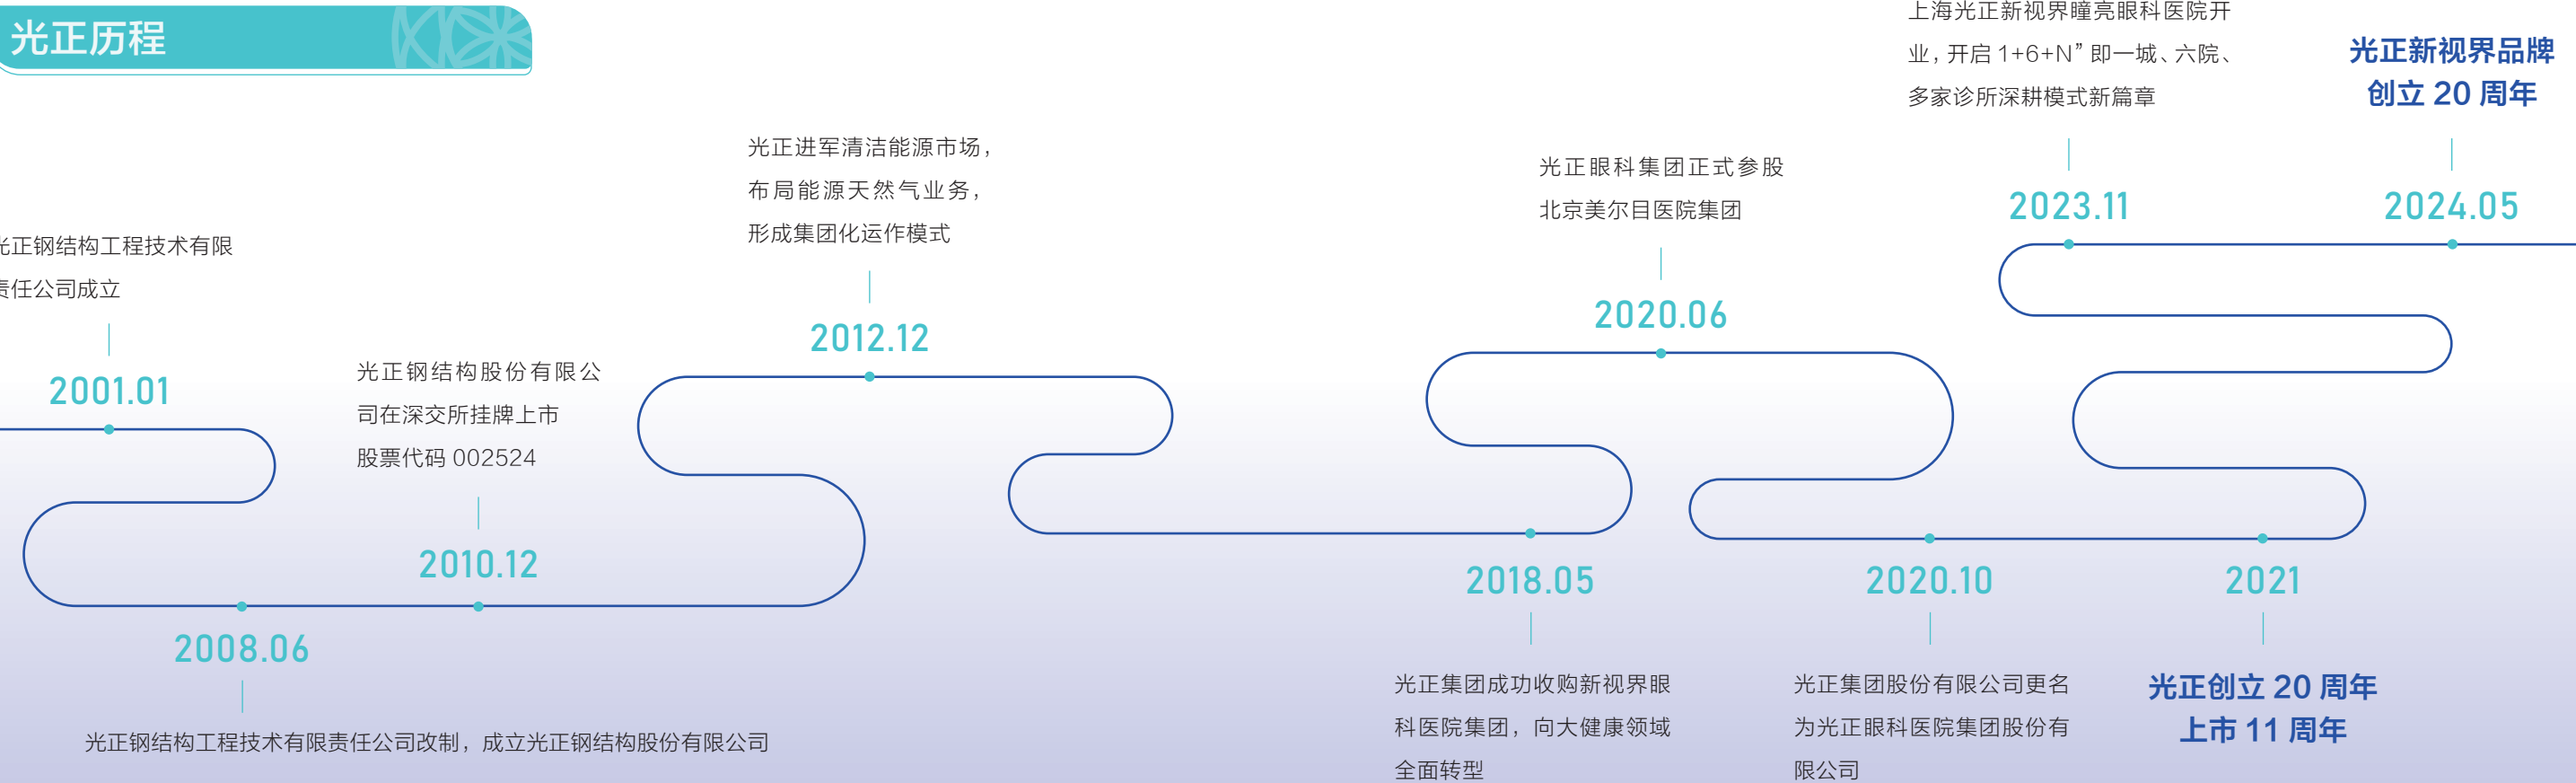 光正历程
光正钢结构工程技术有限
责任公司成立
2001.01
2008.06
光正钢结构工程技术有限责任公司改制，成立光正钢结构股份有限公司
光正钢结构股份有限公
司在深交所挂牌上市
股票代码 002524
2010.12
光正进军清洁能源市场，
布局能源天然气业务，
形成集团化运作模式
2012.12
2018.05
光正集团成功收购新视界眼
科医院集团，向大健康领域
全面转型
光正眼科集团正式参股
北京美尔目医院集团
2020.06
2020.10
光正集团股份有限公司更名
为光正眼科医院集团股份有
限公司
2021
光正创立 20 周年
上市 11 周年
上海光正新视界瞳亮眼科医院开
业，开启 1+6+N” 即一城、六院、
多家诊所深耕模式新篇章
2023.11
光正新视界品牌
创立 20 周年
2024.05